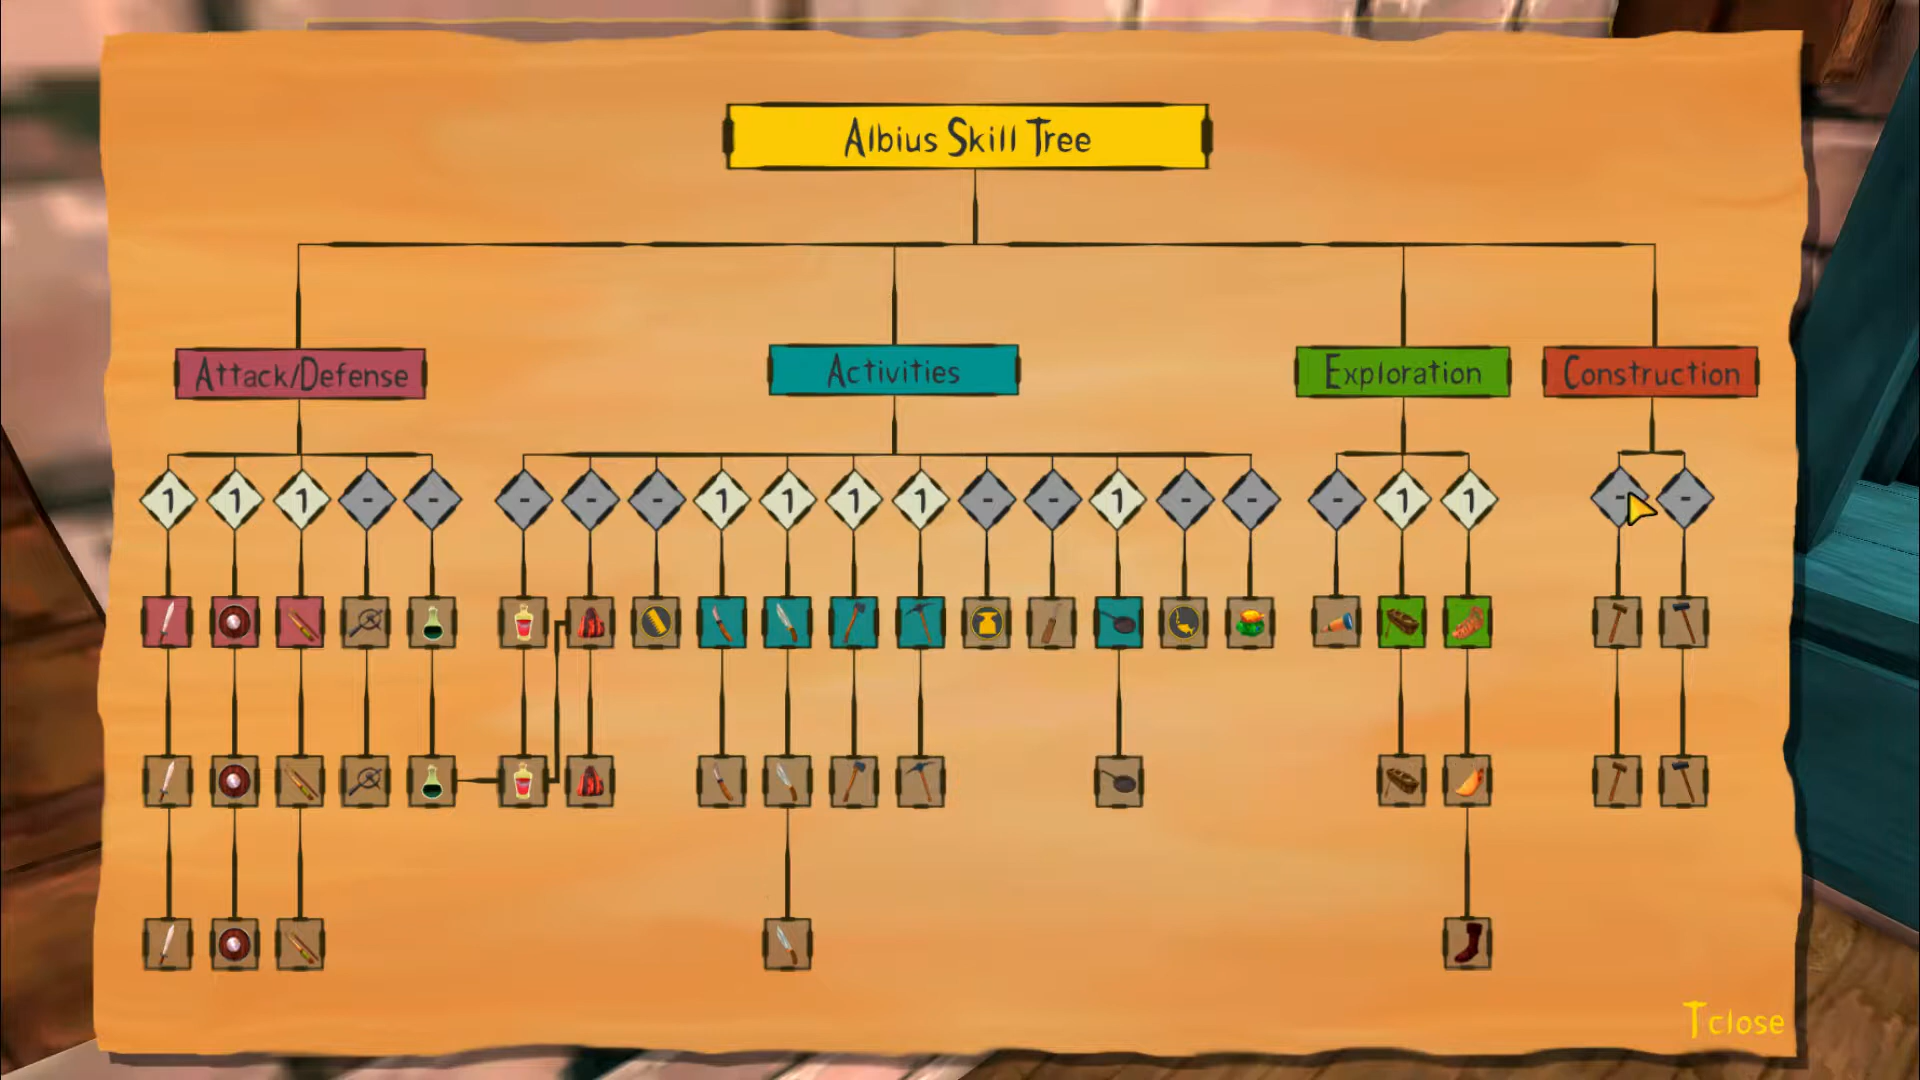 Albius Skill Tree
Attack/Defense
Activities
Exploration
Construction
1 1 1 - - - - - 1 1 1 1 - - 1 - - - 1 1 - -
T close